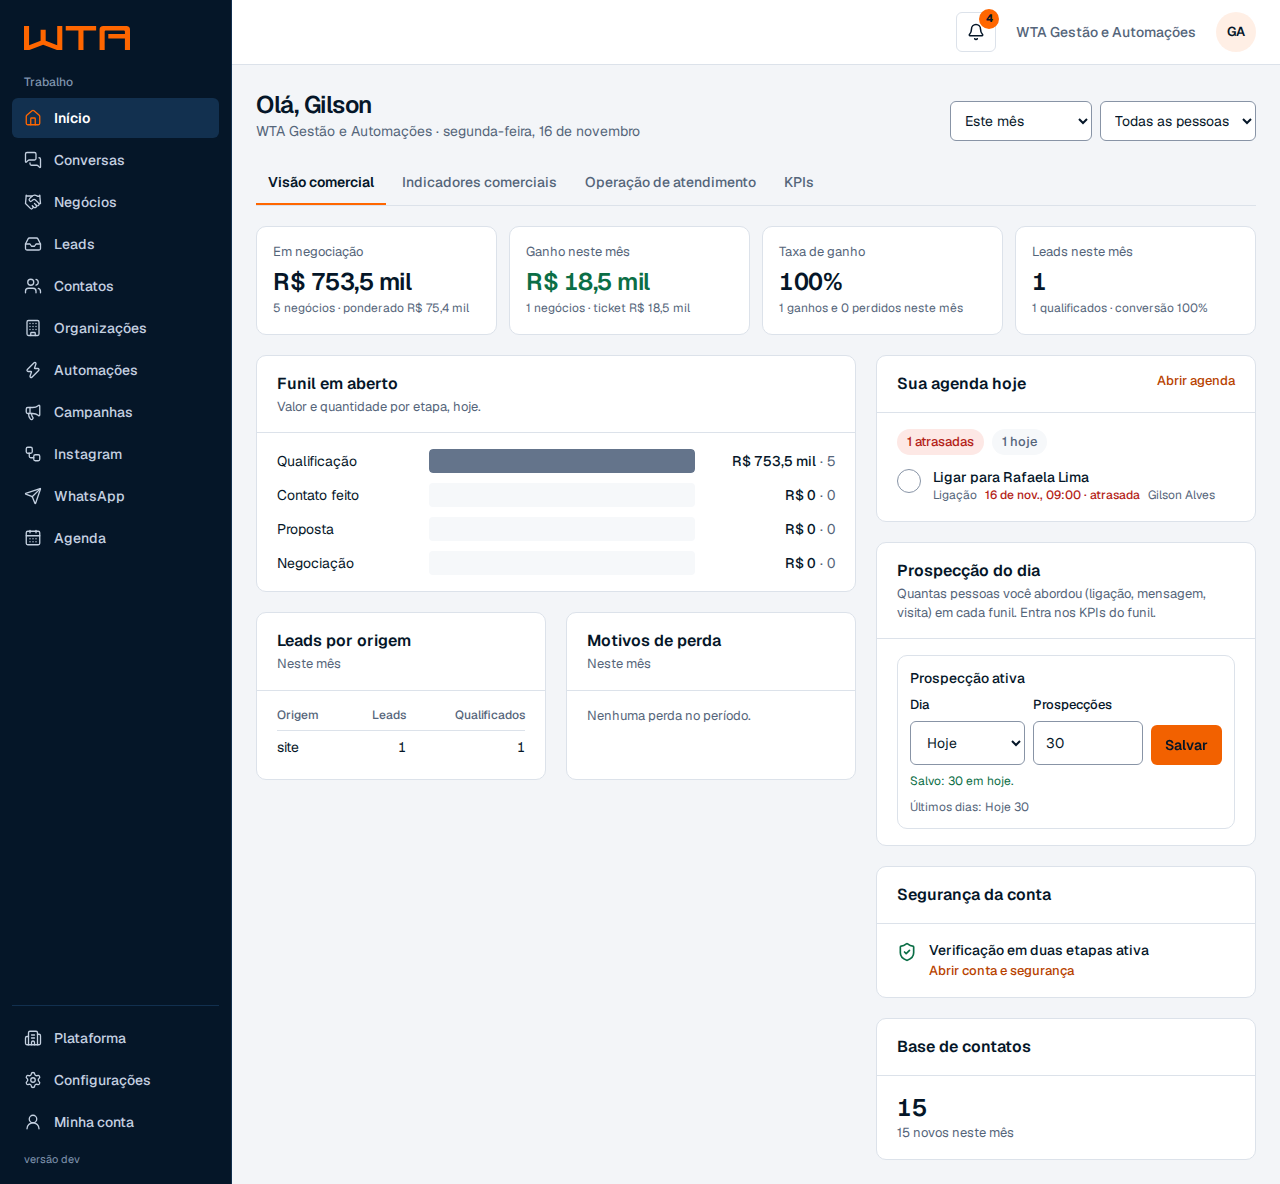 WTA
Trabalho
Início
Conversas
Negócios
Leads
Contatos
Organizações
Automações
Campanhas
Instagram
WhatsApp
Agenda
Plataforma
Configurações
Minha conta
versão dev
4
WTA Gestão e Automações
GA
Olá, Gilson
WTA Gestão e Automações · segunda-feira, 16 de novembro
Este mês
Todas as pessoas
Visão comercial
Indicadores comerciais
Operação de atendimento
KPIs
Em negociação
R$ 753,5 mil
5 negócios · ponderado R$ 75,4 mil
Ganho neste mês
R$ 18,5 mil
1 negócios · ticket R$ 18,5 mil
Taxa de ganho
100%
1 ganhos e 0 perdidos neste mês
Leads neste mês
1
1 qualificados · conversão 100%
Funil em aberto
Valor e quantidade por etapa, hoje.
Qualificação R$ 753,5 mil · 5
Contato feito R$ 0 · 0
Proposta R$ 0 · 0
Negociação R$ 0 · 0
Leads por origem
Neste mês
Origem Leads Qualificados
site 1 1
Motivos de perda
Neste mês
Nenhuma perda no período.
Sua agenda hoje
Abrir agenda
1 atrasadas
1 hoje
Ligar para Rafaela Lima
Ligação 16 de nov., 09:00 · atrasada Gilson Alves
Prospecção do dia
Quantas pessoas você abordou (ligação, mensagem,
visita) em cada funil. Entra nos KPIs do funil.
Prospecção ativa
Dia Prospecções
Hoje 30 Salvar
Salvo: 30 em hoje.
Últimos dias: Hoje 30
Segurança da conta
Verificação em duas etapas ativa
Abrir conta e segurança
Base de contatos
15
15 novos neste mês